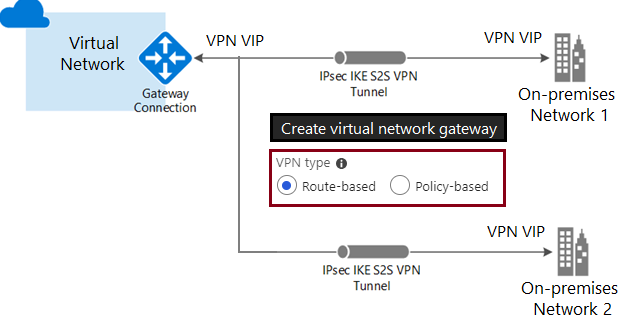 Virtual
Network
Gateway
Connection
VPN VIP
IPsec IKE S2S VPN
Tunnel
VPN VIP
On-premises
Network 1
Create virtual network gateway
VPN type
Route-based
Policy-based
IPsec IKE S2S VPN
Tunnel
VPN VIP
On-premises
Network 2